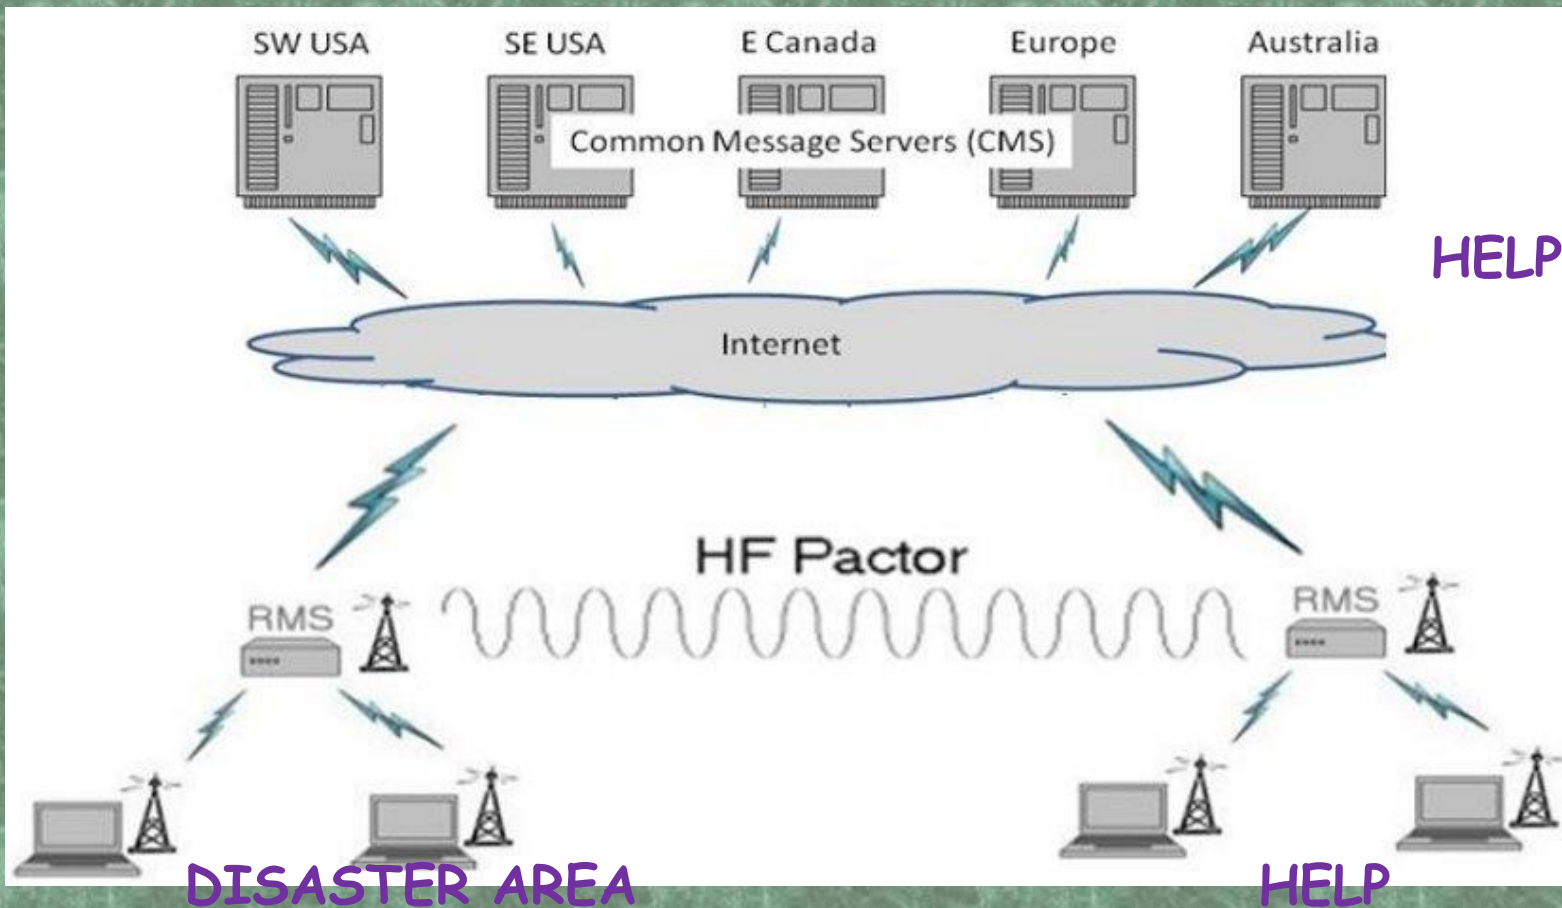 SW USA
SE USA
E Canada
Europe
Australia
Common Message Servers (CMS)
HELP
Internet
HF Pactor
RMS
RMS
DISASTER AREA
HELP